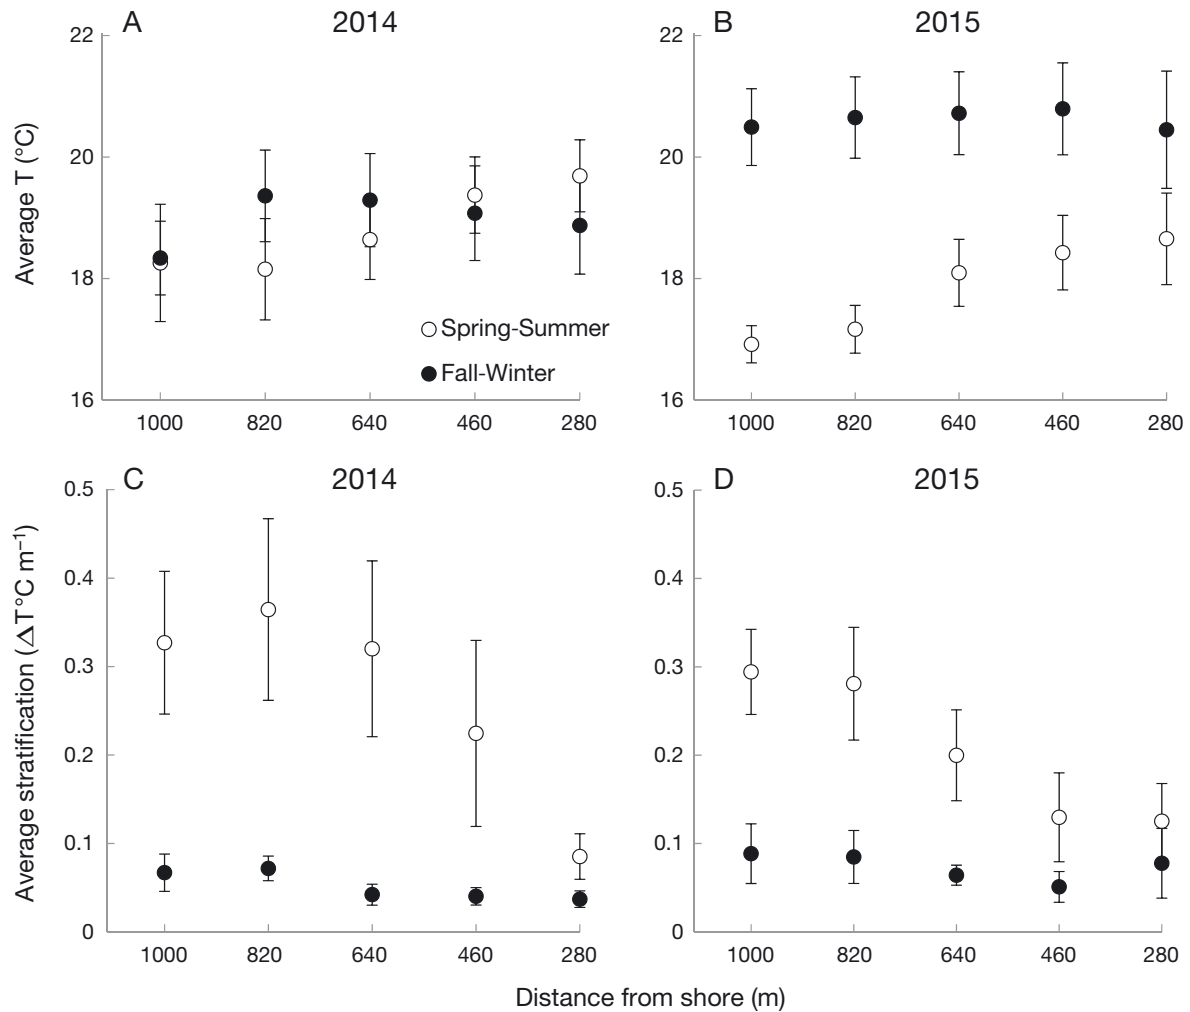 A 2014
B 2015
22
20
18
16
Average T (°C)
1000 820 640 460 280
Spring-Summer
Fall-Winter
22
20
18
16
1000 820 640 460 280
C 2014
D 2015
0.5
0.4
0.3
0.2
0.1
0
Average stratification (ΔT°C m⁻¹)
1000 820 640 460 280
0.5
0.4
0.3
0.2
0.1
0
1000 820 640 460 280
Distance from shore (m)